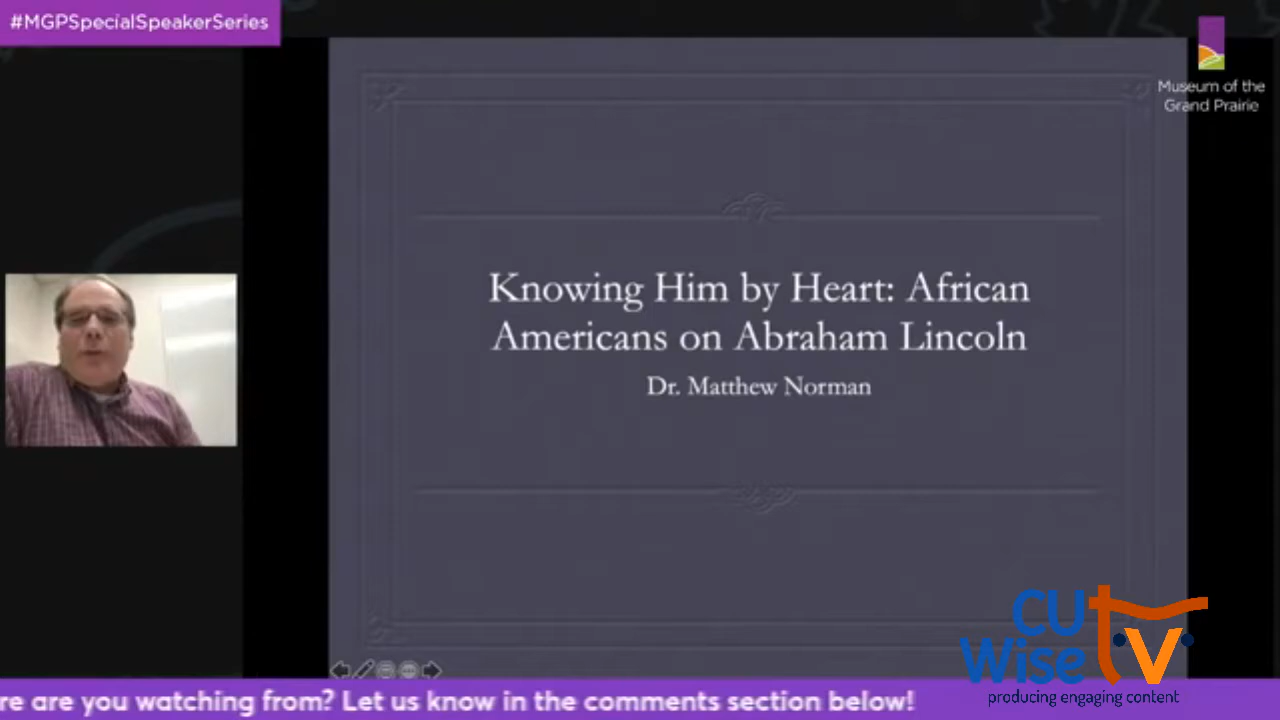 #MGPSpecialSpeakerSeries
Museum of the
Grand Prairie
Knowing Him by Heart: African
Americans on Abraham Lincoln
Dr. Matthew Norman
CU
Wise tv
producing engaging content
re are you watching from? Let us know in the comments section below!